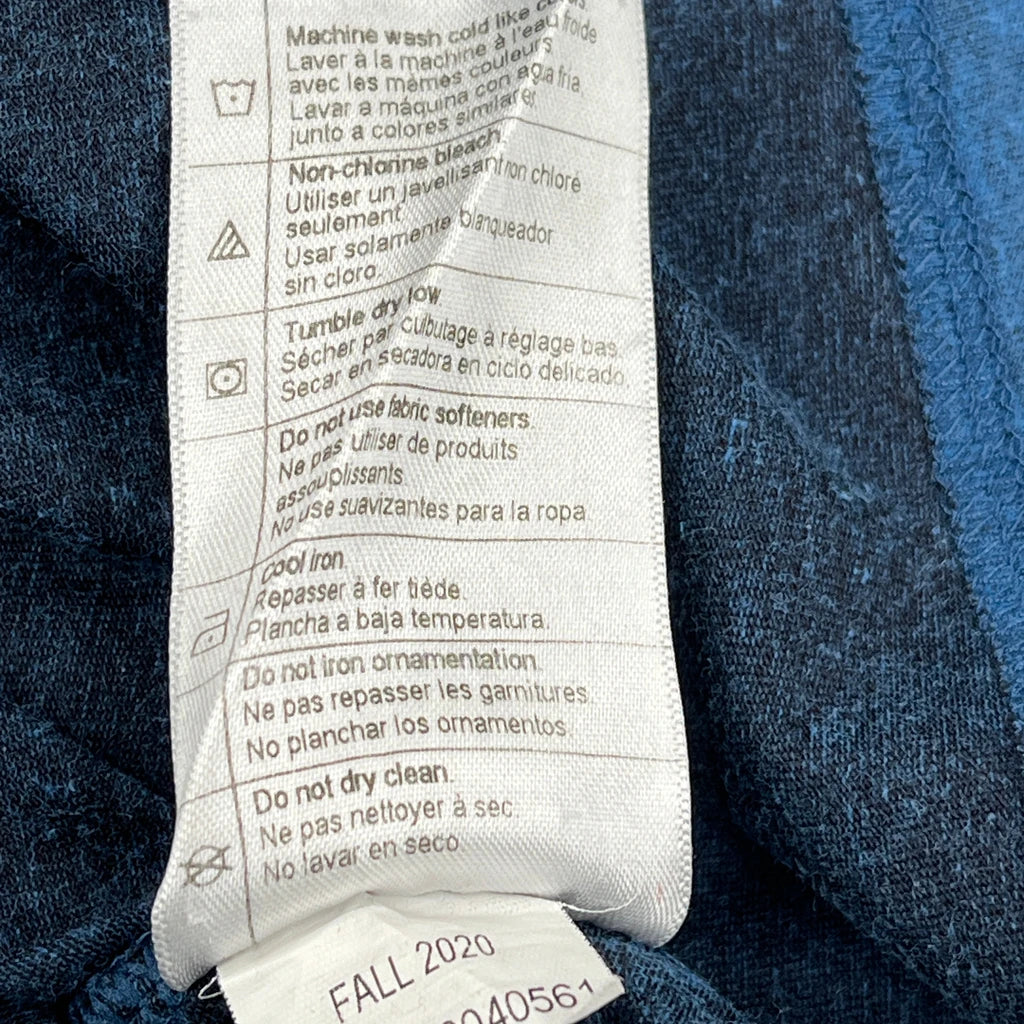 Machine wash cold like
Laver à la machine à l'eau froide
avec les mêmes couleurs
Lavar a máquina con agua fria
junto a colores similares
Non-chlorine bleach
Utiliser un javellisant non chloré
seulement
Usar solamente blanqueador
sin cloro.
Tumble dry low
Sécher par culbutage à réglage bas.
Secar en secadora en ciclo delicado.
Do not use fabric softeners.
Ne pas utiliser de produits
assouplissants
No use suavizantes para la ropa.
Cool iron.
Repasser à fer tiède.
Plancha a baja temperatura.
Do not iron ornamentation.
Ne pas repasser les garnitures.
No planchar los ornamentos.
Do not dry clean.
Ne pas nettoyer à sec.
No lavar en seco.
FALL 2020
040561